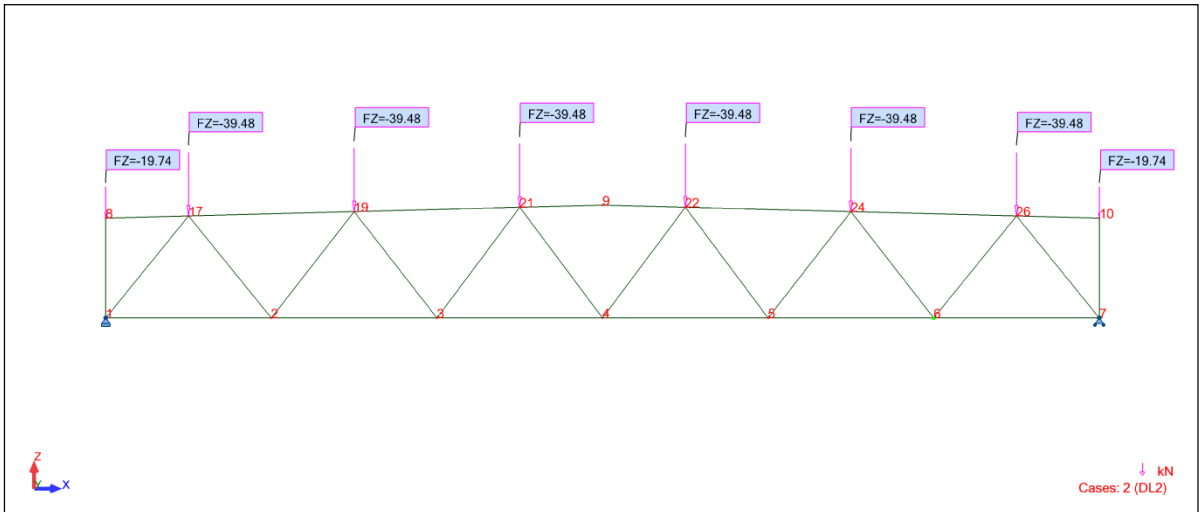 FZ=-39.48
FZ=-39.48
FZ=-39.48
FZ=-39.48
FZ=-39.48
FZ=-39.48
FZ=-19.74
FZ=-19.74
8
17
19
21
9
22
24
26
10
1
2
3
4
5
6
7
Z
Y
X
kN
Cases: 2 (DL2)